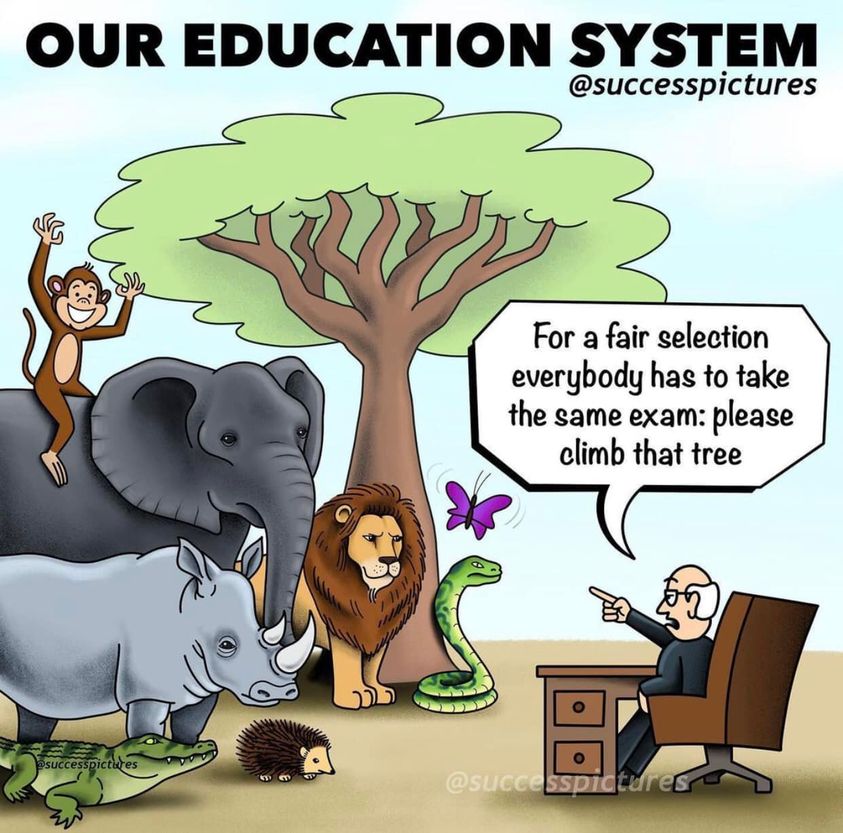 OUR EDUCATION SYSTEM
@successpictures
For a fair selection
everybody has to take
the same exam: please
climb that tree
@successpictures
@successpictures